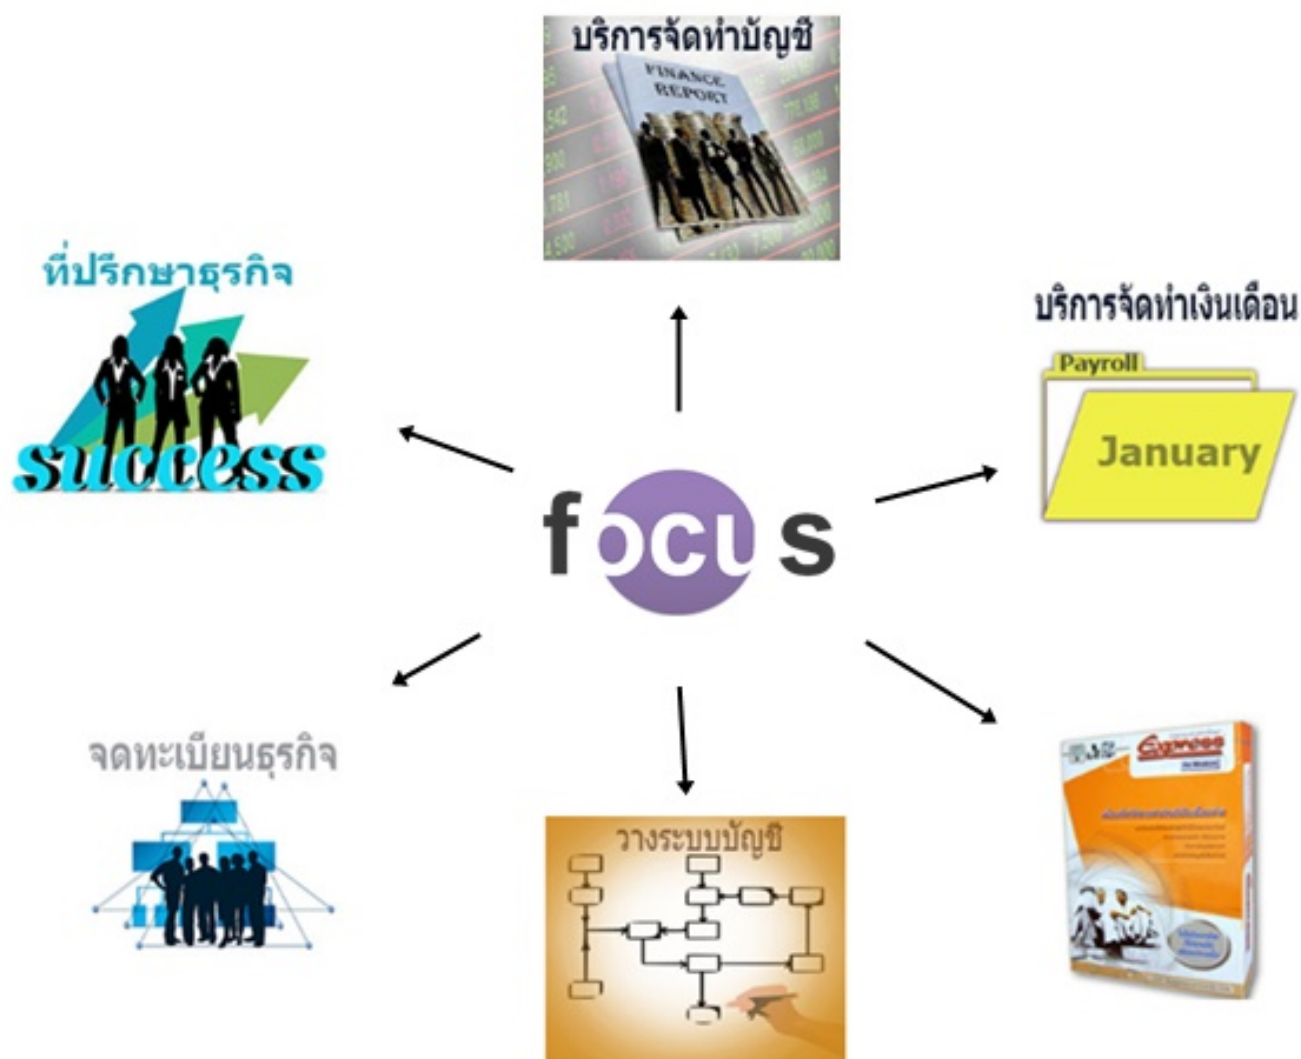 บริการจัดทำบัญชี
FINANCE
REPORT
ที่ปรึกษาธุรกิจ
success
บริการจัดทำเงินเดือน
Payroll
January
focus
จดทะเบียนธุรกิจ
วางระบบบัญชี
Express